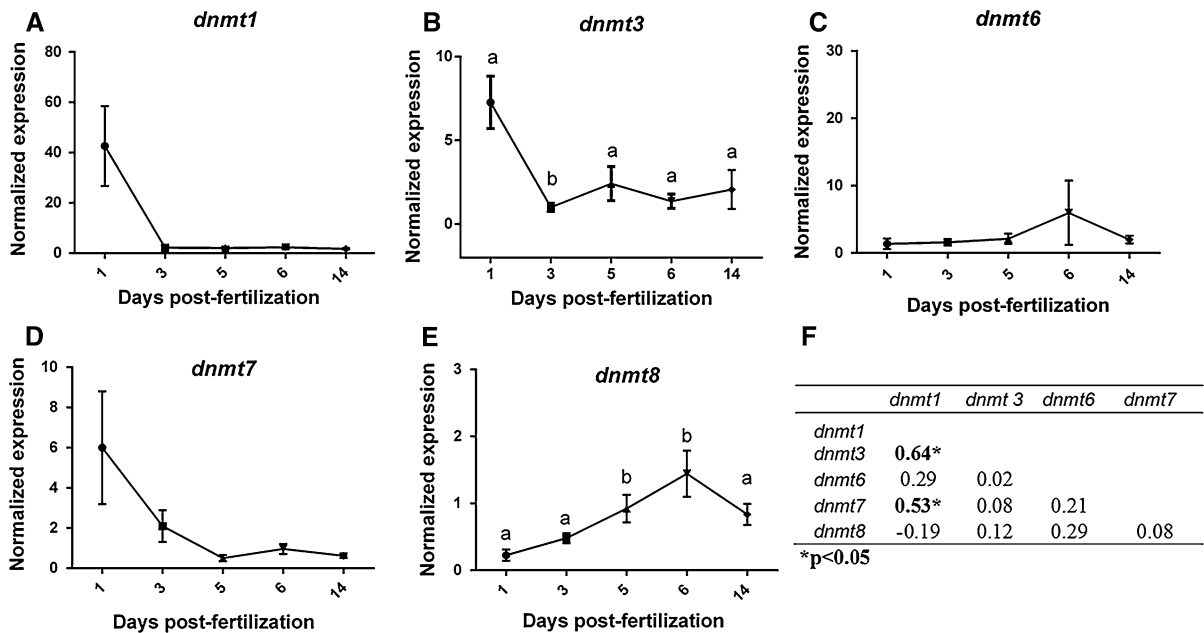 A
dnmt1
Normalized expression
80
60
40
20
0
1 3 5 6 14
Days post-fertilization
B
dnmt3
Normalized expression
10
5
0
a
b
a
a
a
1 3 5 6 14
Days post-fertilization
C
dnmt6
Normalized expression
30
20
10
0
1 3 5 6 14
Days post-fertilization
D
dnmt7
Normalized expression
10
8
6
4
2
0
1 3 5 6 14
Days post-fertilization
E
dnmt8
Normalized expression
3
2
1
0
a
a
b
b
a
1 3 5 6 14
Days post-fertilization
F
dnmt1 dnmt 3 dnmt6 dnmt7
dnmt1
dnmt3 0.64*
dnmt6 0.29 0.02
dnmt7 0.53* 0.08 0.21
dnmt8 -0.19 0.12 0.29 0.08
*p<0.05